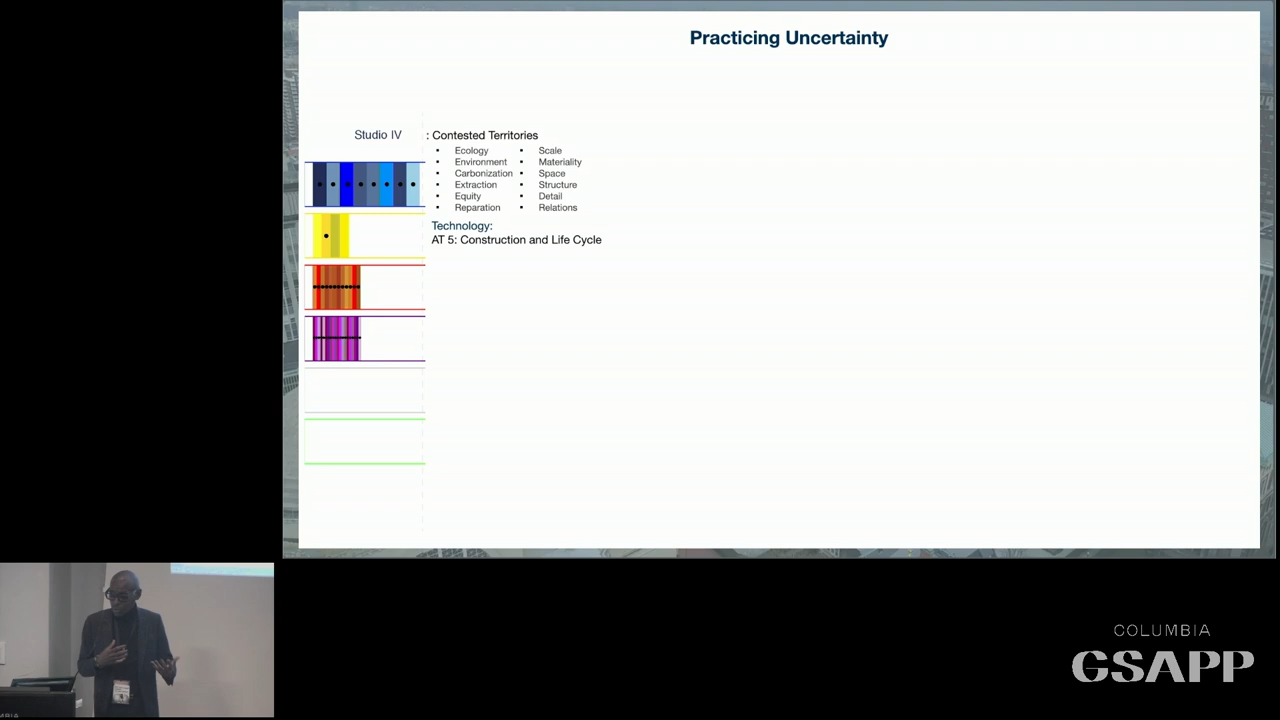 Practicing Uncertainty
Studio IV : Contested Territories
▪ Ecology ▪ Scale
▪ Environment ▪ Materiality
▪ Carbonization ▪ Space
▪ Extraction ▪ Structure
▪ Equity ▪ Detail
▪ Reparation ▪ Relations
Technology:
AT 5: Construction and Life Cycle
COLUMBIA
GSAPP